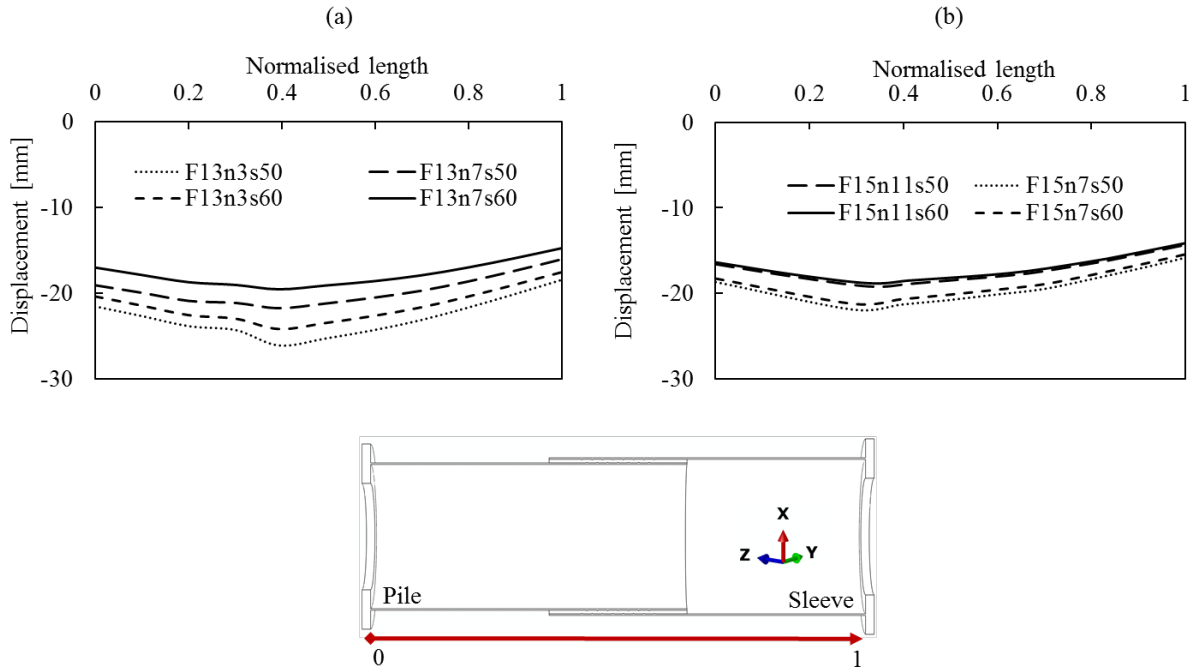 (a)
Normalised length
0 0.2 0.4 0.6 0.8 1
0
-10
-20
-30
Displacement [mm]
F13n3s50 F13n7s50
F13n3s60 F13n7s60
(b)
Normalised length
0 0.2 0.4 0.6 0.8 1
0
-10
-20
-30
Displacement [mm]
F15n11s50 F15n7s50
F15n11s60 F15n7s60
X
Z Y
Pile Sleeve
0 1